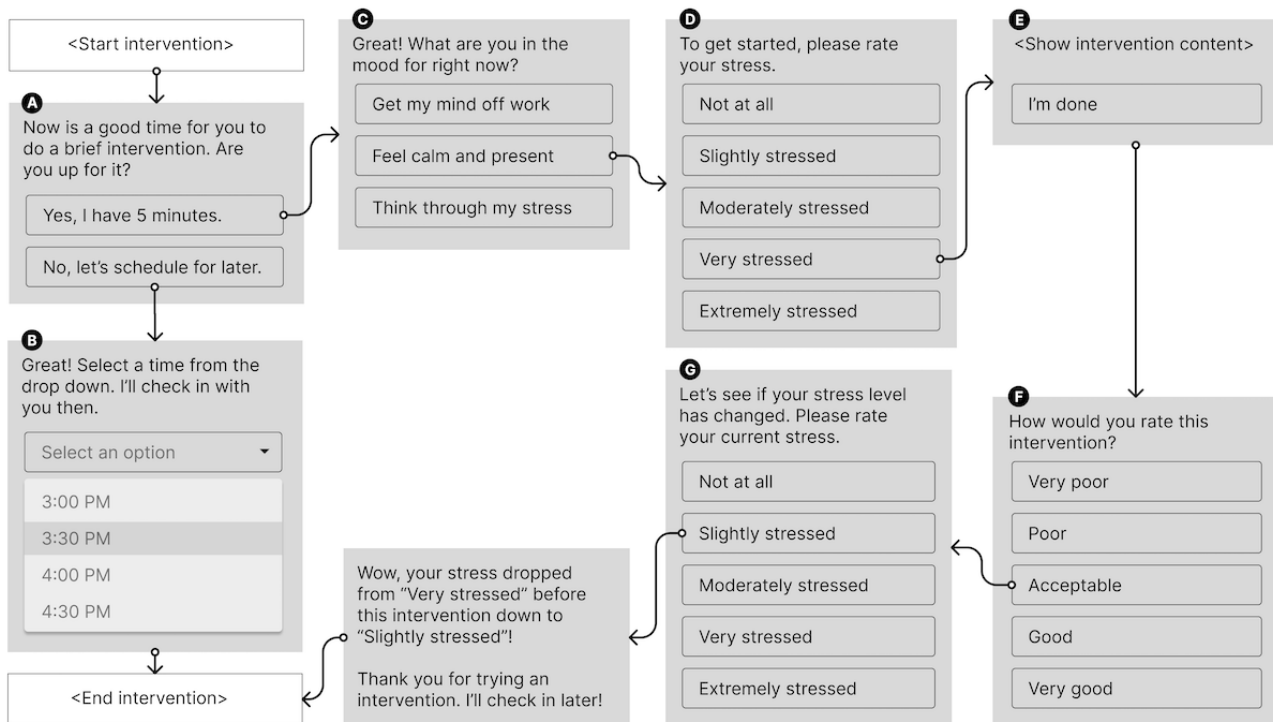 <Start intervention>
A
Now is a good time for you to
do a brief intervention. Are
you up for it?
Yes, I have 5 minutes.
No, let’s schedule for later.
B
Great! Select a time from the
drop down. I’ll check in with
you then.
Select an option
3:00 PM
3:30 PM
4:00 PM
4:30 PM
<End intervention>
C
Great! What are you in the
mood for right now?
Get my mind off work
Feel calm and present
Think through my stress
D
To get started, please rate
your stress.
Not at all
Slightly stressed
Moderately stressed
Very stressed
Extremely stressed
E
<Show intervention content>
I’m done
F
How would you rate this
intervention?
Very poor
Poor
Acceptable
Good
Very good
G
Let’s see if your stress level
has changed. Please rate
your current stress.
Not at all
Slightly stressed
Moderately stressed
Very stressed
Extremely stressed
Wow, your stress dropped
from “Very stressed” before
this intervention down to
“Slightly stressed”!
Thank you for trying an
intervention. I’ll check in later!